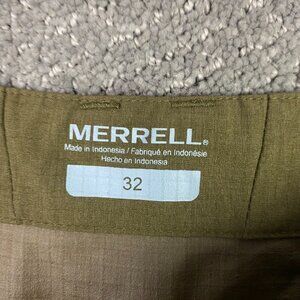 MERRELL®
Made in Indonesia / Fabriqué en Indonésie
Hecho en Indonesia
32